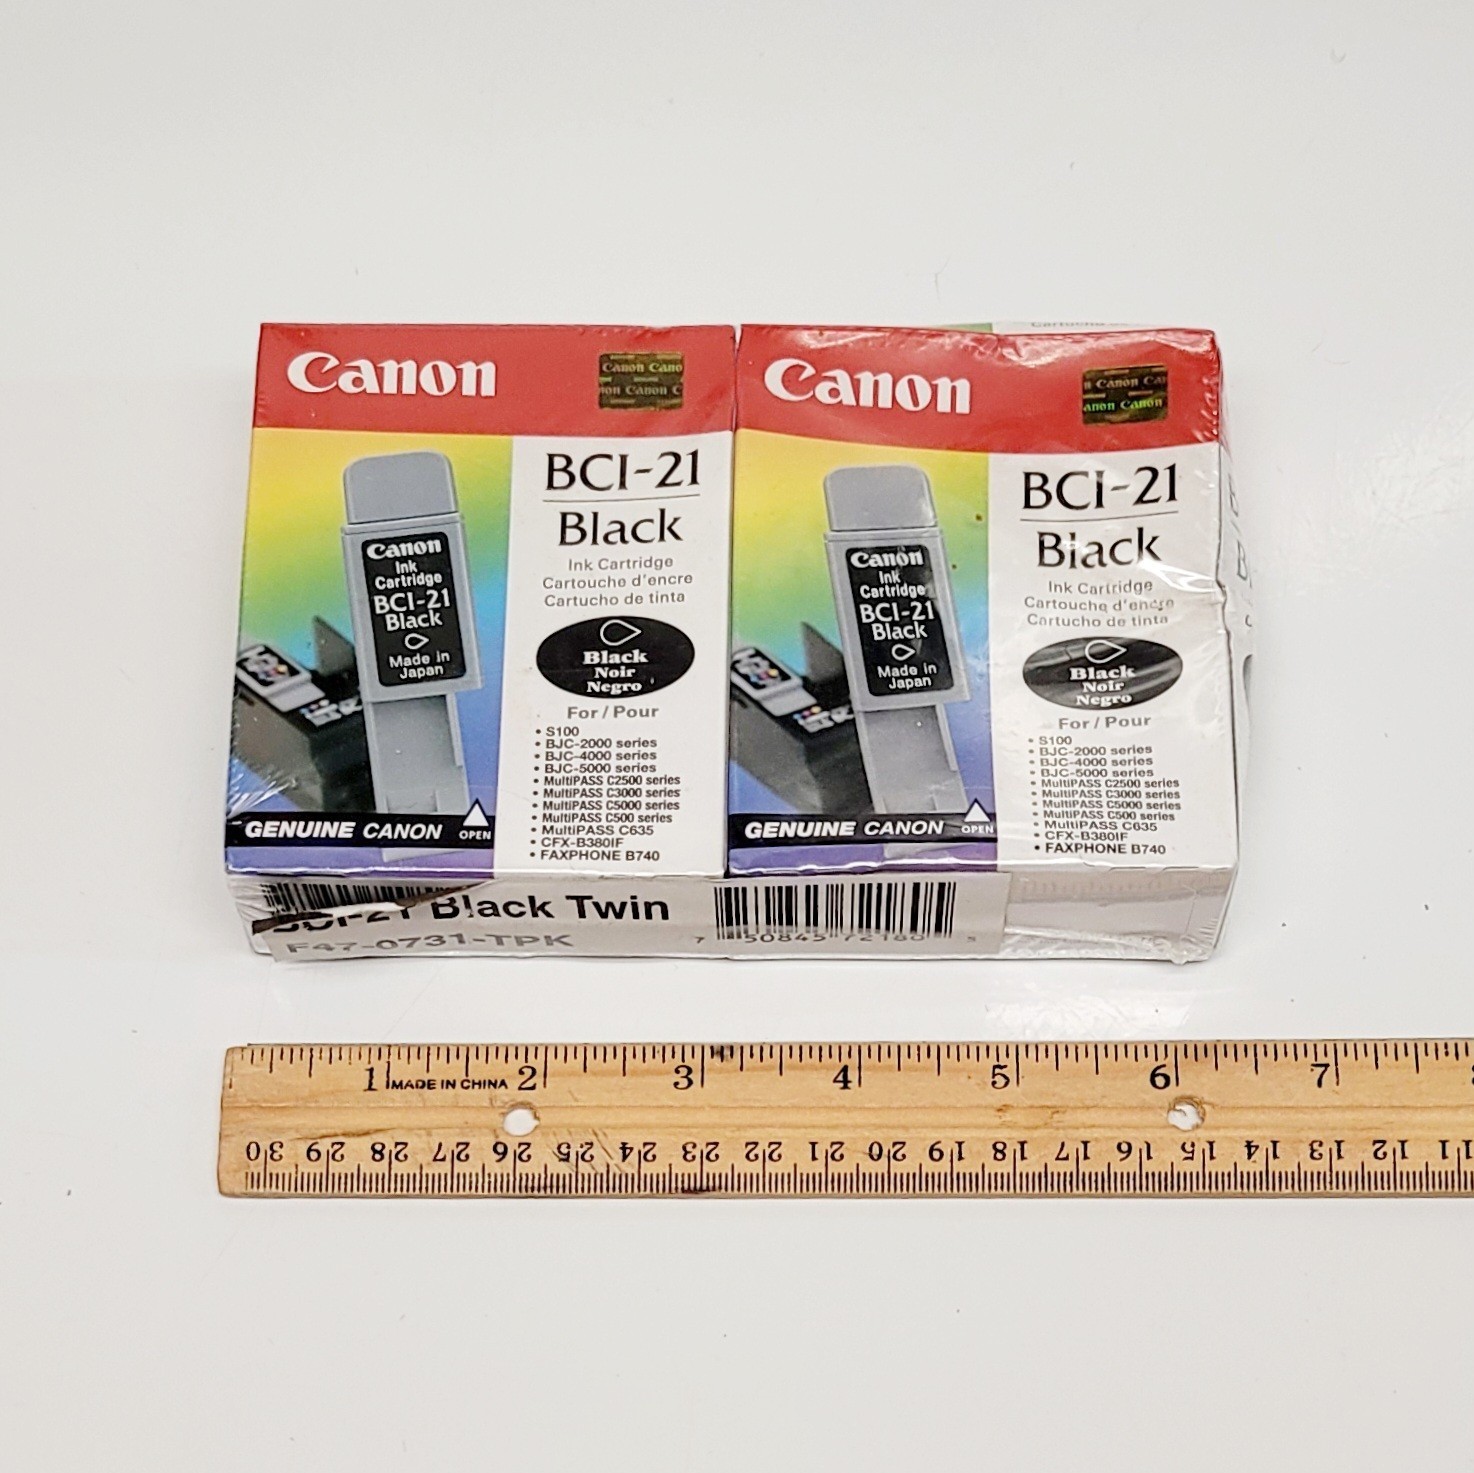 Canon
Canon Cano
on Canon C
BCI-21
Black
Ink Cartridge
Cartouche d'encre
Cartucho de tinta
Black
Noir
Negro
For / Pour
• S100
• BJC-2000 series
• BJC-4000 series
• BJC-5000 series
• MultiPASS C2500 series
• MultiPASS C3000 series
• MultiPASS C5000 series
• MultiPASS C500 series
• MultiPASS C635
• CFX-B380IF
• FAXPHONE B740
Canon
Ink
Cartridge
BCI-21
Black
Made in
Japan
GENUINE CANON
OPEN
Canon
n Canon Ca
anon Canon
BCI-21
Black
Ink Cartridge
Cartouche d'encre
Cartucho de tinta
Black
Noir
Negro
For / Pour
• S100
• BJC-2000 series
• BJC-4000 series
• BJC-5000 series
• MultiPASS C2500 series
• MultiPASS C3000 series
• MultiPASS C5000 series
• MultiPASS C500 series
• MultiPASS C635
• CFX-B380IF
• FAXPHONE B740
Canon
Ink
Cartridge
BCI-21
Black
Made in
Japan
GENUINE CANON
OPEN
BCI-21 Black Twin
F47-0731-TPK
1 MADE IN CHINA 2 3 4 5 6 7
30 29 28 27 26 25 24 23 22 21 20 19 18 17 16 15 14 13 12 11